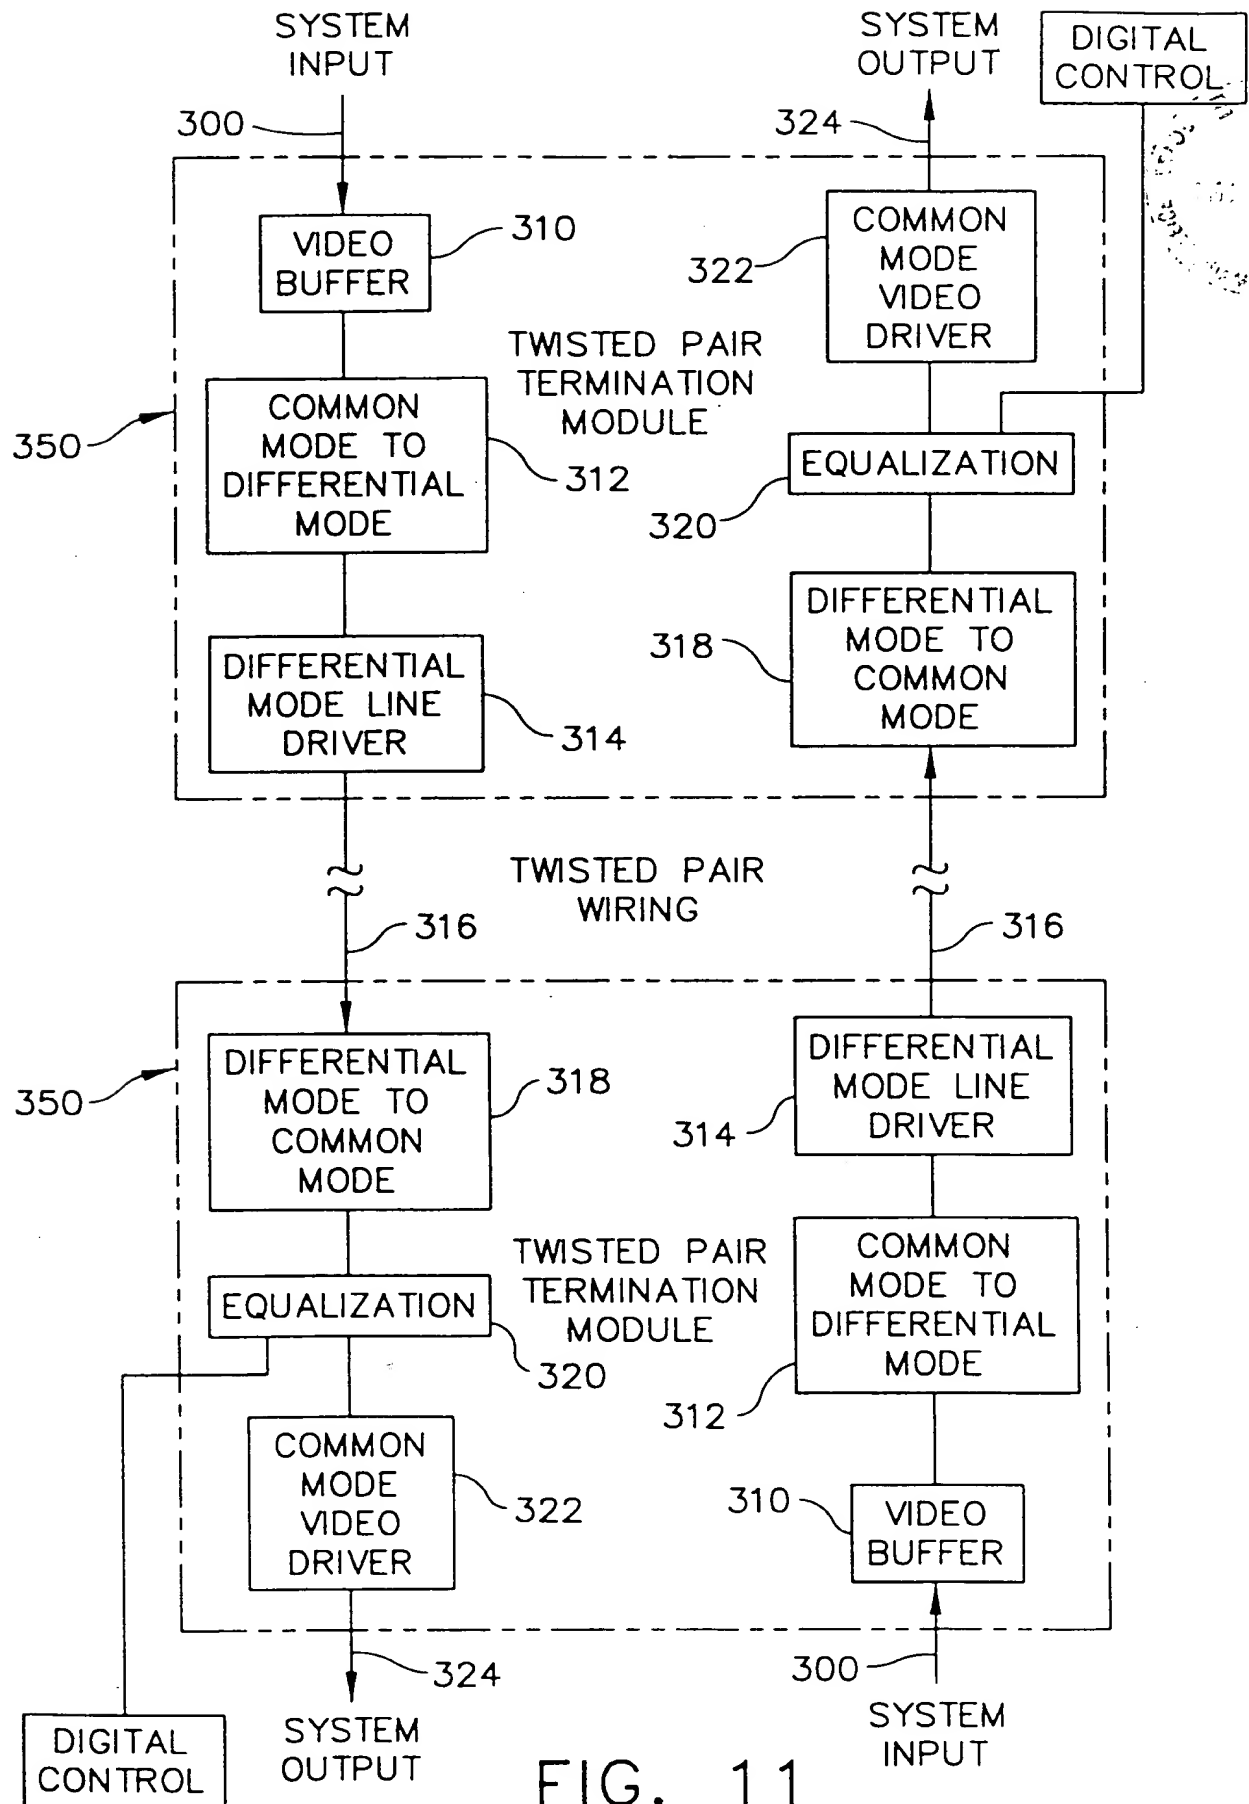 SYSTEM
INPUT
SYSTEM
OUTPUT
DIGITAL
CONTROL
300
324
VIDEO
BUFFER
310
COMMON
MODE
VIDEO
DRIVER
322
TWISTED PAIR
TERMINATION
MODULE
COMMON
MODE TO
DIFFERENTIAL
MODE
350
312
EQUALIZATION
320
DIFFERENTIAL
MODE LINE
DRIVER
314
DIFFERENTIAL
MODE TO
COMMON
MODE
318
TWISTED PAIR
WIRING
316
316
DIFFERENTIAL
MODE TO
COMMON
MODE
318
350
DIFFERENTIAL
MODE LINE
DRIVER
314
TWISTED PAIR
TERMINATION
MODULE
EQUALIZATION
320
COMMON
MODE TO
DIFFERENTIAL
MODE
312
COMMON
MODE
VIDEO
DRIVER
322
310
VIDEO
BUFFER
324
300
DIGITAL
CONTROL
SYSTEM
OUTPUT
SYSTEM
INPUT
FIG. 11